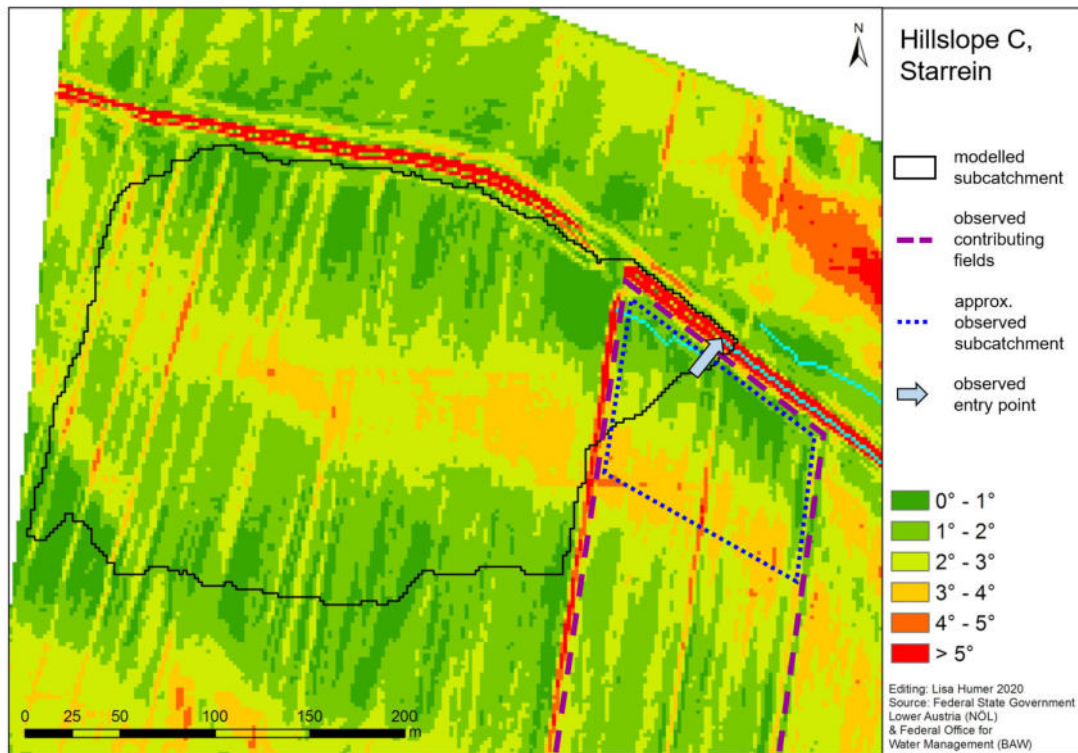 N
Hillslope C,
Starrein
modelled
subcatchment
observed
contributing
fields
approx.
observed
subcatchment
observed
entry point
0° - 1°
1° - 2°
2° - 3°
3° - 4°
4° - 5°
> 5°
Editing: Lisa Humer 2020
Source: Federal State Government
Lower Austria (NÖL)
& Federal Office for
Water Management (BAW)
0 25 50 100 150 200
m